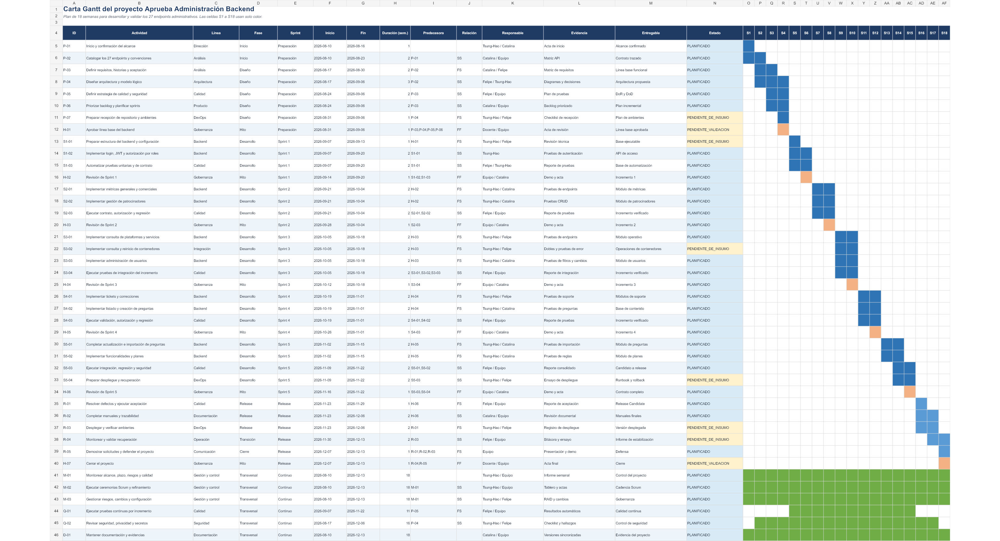 A B C D E F G H I J K L M N O P Q R S T U V W X Y Z AA AB AC AD AE AF
1 Carta Gantt del proyecto Aprueba Administración Backend
2 Plan de 18 semanas para desarrollar y validar los 27 endpoints administrativos. Las celdas S1 a S18 usan solo color.
3
4 ID Actividad Línea Fase Sprint Inicio Fin Duración (sem.) Predecesora Relación Responsable Evidencia Entregable Estado S1 S2 S3 S4 S5 S6 S7 S8 S9 S10 S11 S12 S13 S14 S15 S16 S17 S18
5 P-01 Inicio y confirmación del alcance Dirección Inicio Preparación 2026-08-10 2026-08-16 1 Tsung-Hao / Catalina Acta de inicio Alcance confirmado PLANIFICADO
6 P-02 Catalogar los 27 endpoints y convenciones Análisis Inicio Preparación 2026-08-10 2026-08-23 2 P-01 SS Catalina / Equipo Matriz API Contrato trazado PLANIFICADO
7 P-03 Definir requisitos, historias y aceptación Análisis Diseño Preparación 2026-08-17 2026-08-30 2 P-02 FS Catalina / Felipe Matriz de requisitos Línea base funcional PLANIFICADO
8 P-04 Diseñar arquitectura y modelo lógico Arquitectura Diseño Preparación 2026-08-17 2026-09-06 3 P-02 SS Felipe / Tsung-Hao Diagramas y decisiones Arquitectura propuesta PLANIFICADO
9 P-05 Definir estrategia de calidad y seguridad Calidad Diseño Preparación 2026-08-24 2026-09-06 2 P-03 SS Felipe / Equipo Plan de pruebas DoR y DoD PLANIFICADO
10 P-06 Priorizar backlog y planificar sprints Producto Diseño Preparación 2026-08-24 2026-09-06 2 P-03 SS Catalina / Equipo Backlog priorizado Plan incremental PLANIFICADO
11 P-07 Preparar recepción de repositorio y ambientes DevOps Diseño Preparación 2026-08-31 2026-09-06 1 P-04 FS Tsung-Hao / Felipe Checklist de recepción Plan de ambientes PENDIENTE_DE_INSUMO
12 H-01 Aprobar línea base del backend Gobernanza Hito Preparación 2026-08-31 2026-09-06 1 P-03,P-04,P-05,P-06 FF Docente / Equipo Acta de revisión Línea base aprobada PENDIENTE_VALIDACION
13 S1-01 Preparar estructura del backend y configuración Backend Desarrollo Sprint 1 2026-09-07 2026-09-13 1 H-01 FS Tsung-Hao / Felipe Revisión técnica Base ejecutable PENDIENTE_DE_INSUMO
14 S1-02 Implementar login, JWT y autorización por roles Backend Desarrollo Sprint 1 2026-09-07 2026-09-20 2 S1-01 SS Tsung-Hao Pruebas de autenticación API de acceso PLANIFICADO
15 S1-03 Automatizar pruebas unitarias y de contrato Calidad Desarrollo Sprint 1 2026-09-07 2026-09-20 2 S1-01 SS Felipe / Tsung-Hao Reporte de pruebas Base de automatización PLANIFICADO
16 H-02 Revisión de Sprint 1 Gobernanza Hito Sprint 1 2026-09-14 2026-09-20 1 S1-02,S1-03 FF Equipo / Catalina Demo y acta Incremento 1 PLANIFICADO
17 S2-01 Implementar métricas generales y comerciales Backend Desarrollo Sprint 2 2026-09-21 2026-10-04 2 H-02 FS Tsung-Hao / Catalina Pruebas de endpoints Módulo de métricas PLANIFICADO
18 S2-02 Implementar gestión de patrocinadores Backend Desarrollo Sprint 2 2026-09-21 2026-10-04 2 H-02 FS Tsung-Hao / Catalina Pruebas CRUD Módulo de patrocinadores PLANIFICADO
19 S2-03 Ejecutar contrato, autorización y regresión Calidad Desarrollo Sprint 2 2026-09-21 2026-10-04 2 S2-01,S2-02 SS Felipe / Equipo Reporte de pruebas Incremento verificado PLANIFICADO
20 H-03 Revisión de Sprint 2 Gobernanza Hito Sprint 2 2026-09-28 2026-10-04 1 S2-03 FF Equipo / Catalina Demo y acta Incremento 2 PLANIFICADO
21 S3-01 Implementar consulta de plataformas y servicios Backend Desarrollo Sprint 3 2026-10-05 2026-10-18 2 H-03 FS Tsung-Hao / Felipe Pruebas de endpoints Módulo operativo PLANIFICADO
22 S3-02 Implementar consulta y reinicio de contenedores Integración Desarrollo Sprint 3 2026-10-05 2026-10-18 2 H-03 FS Tsung-Hao / Felipe Dobles y pruebas de error Operaciones de contenedores PENDIENTE_DE_INSUMO
23 S3-03 Implementar administración de usuarios Backend Desarrollo Sprint 3 2026-10-05 2026-10-18 2 H-03 FS Tsung-Hao / Catalina Pruebas de filtros y cambios Módulo de usuarios PLANIFICADO
24 S3-04 Ejecutar pruebas de integración del incremento Calidad Desarrollo Sprint 3 2026-10-05 2026-10-18 2 S3-01,S3-02,S3-03 SS Felipe / Equipo Reporte de integración Incremento verificado PLANIFICADO
25 H-04 Revisión de Sprint 3 Gobernanza Hito Sprint 3 2026-10-12 2026-10-18 1 S3-04 FF Equipo / Catalina Demo y acta Incremento 3 PLANIFICADO
26 S4-01 Implementar tickets y correcciones Backend Desarrollo Sprint 4 2026-10-19 2026-11-01 2 H-04 FS Tsung-Hao / Felipe Pruebas de soporte Módulos de soporte PLANIFICADO
27 S4-02 Implementar listado y creación de preguntas Backend Desarrollo Sprint 4 2026-10-19 2026-11-01 2 H-04 FS Tsung-Hao / Catalina Pruebas de preguntas Base de contenido PLANIFICADO
28 S4-03 Ejecutar validación, autorización y regresión Calidad Desarrollo Sprint 4 2026-10-19 2026-11-01 2 S4-01,S4-02 SS Felipe / Equipo Reporte de pruebas Incremento verificado PLANIFICADO
29 H-05 Revisión de Sprint 4 Gobernanza Hito Sprint 4 2026-10-26 2026-11-01 1 S4-03 FF Equipo / Catalina Demo y acta Incremento 4 PLANIFICADO
30 S5-01 Completar actualización e importación de preguntas Backend Desarrollo Sprint 5 2026-11-02 2026-11-15 2 H-05 FS Tsung-Hao / Catalina Pruebas de importación Módulo de preguntas PLANIFICADO
31 S5-02 Implementar funcionalidades y planes Backend Desarrollo Sprint 5 2026-11-02 2026-11-15 2 H-05 FS Tsung-Hao / Catalina Pruebas de reglas Módulo de planes PLANIFICADO
32 S5-03 Ejecutar integración, regresión y seguridad Calidad Desarrollo Sprint 5 2026-11-09 2026-11-22 2 S5-01,S5-02 SS Felipe / Equipo Reporte consolidado Candidato a release PLANIFICADO
33 S5-04 Preparar despliegue y recuperación DevOps Desarrollo Sprint 5 2026-11-09 2026-11-22 2 S5-03 SS Tsung-Hao / Felipe Ensayo de despliegue Runbook y rollback PENDIENTE_DE_INSUMO
34 H-06 Revisión de Sprint 5 Gobernanza Hito Sprint 5 2026-11-16 2026-11-22 1 S5-03,S5-04 FF Equipo / Catalina Demo y acta Contrato completo PLANIFICADO
35 R-01 Resolver defectos y ejecutar aceptación Calidad Release Release 2026-11-23 2026-11-29 1 H-06 FS Felipe / Equipo Reporte de aceptación Release Candidate PLANIFICADO
36 R-02 Completar manuales y trazabilidad Documentación Release Release 2026-11-23 2026-12-06 2 H-06 SS Catalina / Equipo Revisión documental Manuales finales PLANIFICADO
37 R-03 Desplegar y verificar ambientes DevOps Release Release 2026-11-23 2026-12-06 2 R-01 FS Tsung-Hao / Felipe Registro de despliegue Versión desplegada PENDIENTE_DE_INSUMO
38 R-04 Monitorear y validar recuperación Operación Transición Release 2026-11-30 2026-12-13 2 R-03 SS Felipe / Equipo Bitácora y ensayo Informe de estabilización PENDIENTE_DE_INSUMO
39 R-05 Demostrar solicitudes y defender el proyecto Comunicación Cierre Release 2026-12-07 2026-12-13 1 R-01,R-02,R-03 FS Equipo Presentación y demo Defensa PLANIFICADO
40 H-07 Cerrar el proyecto Gobernanza Hito Release 2026-12-07 2026-12-13 1 R-04,R-05 FF Docente / Equipo Acta final Cierre PENDIENTE_VALIDACION
41 M-01 Monitorear alcance, plazo, riesgos y calidad Gestión y control Transversal Continuo 2026-08-10 2026-12-13 18 Tsung-Hao / Equipo Informe semanal Control del proyecto PLANIFICADO
42 M-02 Ejecutar ceremonias Scrum y refinamiento Gestión y control Transversal Continuo 2026-08-10 2026-12-13 18 M-01 SS Tsung-Hao / Equipo Tablero y actas Cadencia Scrum PLANIFICADO
43 M-03 Gestionar riesgos, cambios y configuración Gestión y control Transversal Continuo 2026-08-10 2026-12-13 18 M-01 SS Tsung-Hao / Felipe RAID y cambios Gobernanza PLANIFICADO
44 Q-01 Ejecutar pruebas continuas por incremento Calidad Transversal Continuo 2026-09-07 2026-11-22 11 P-05 FS Felipe / Equipo Resultados automáticos Calidad continua PLANIFICADO
45 Q-02 Revisar seguridad, privacidad y secretos Seguridad Transversal Continuo 2026-08-17 2026-12-06 16 P-04 SS Tsung-Hao / Felipe Checklist y hallazgos Control de seguridad PLANIFICADO
46 D-01 Mantener documentación y evidencias Documentación Transversal Continuo 2026-08-10 2026-12-13 18 Catalina / Equipo Versiones sincronizadas Evidencia del proyecto PLANIFICADO